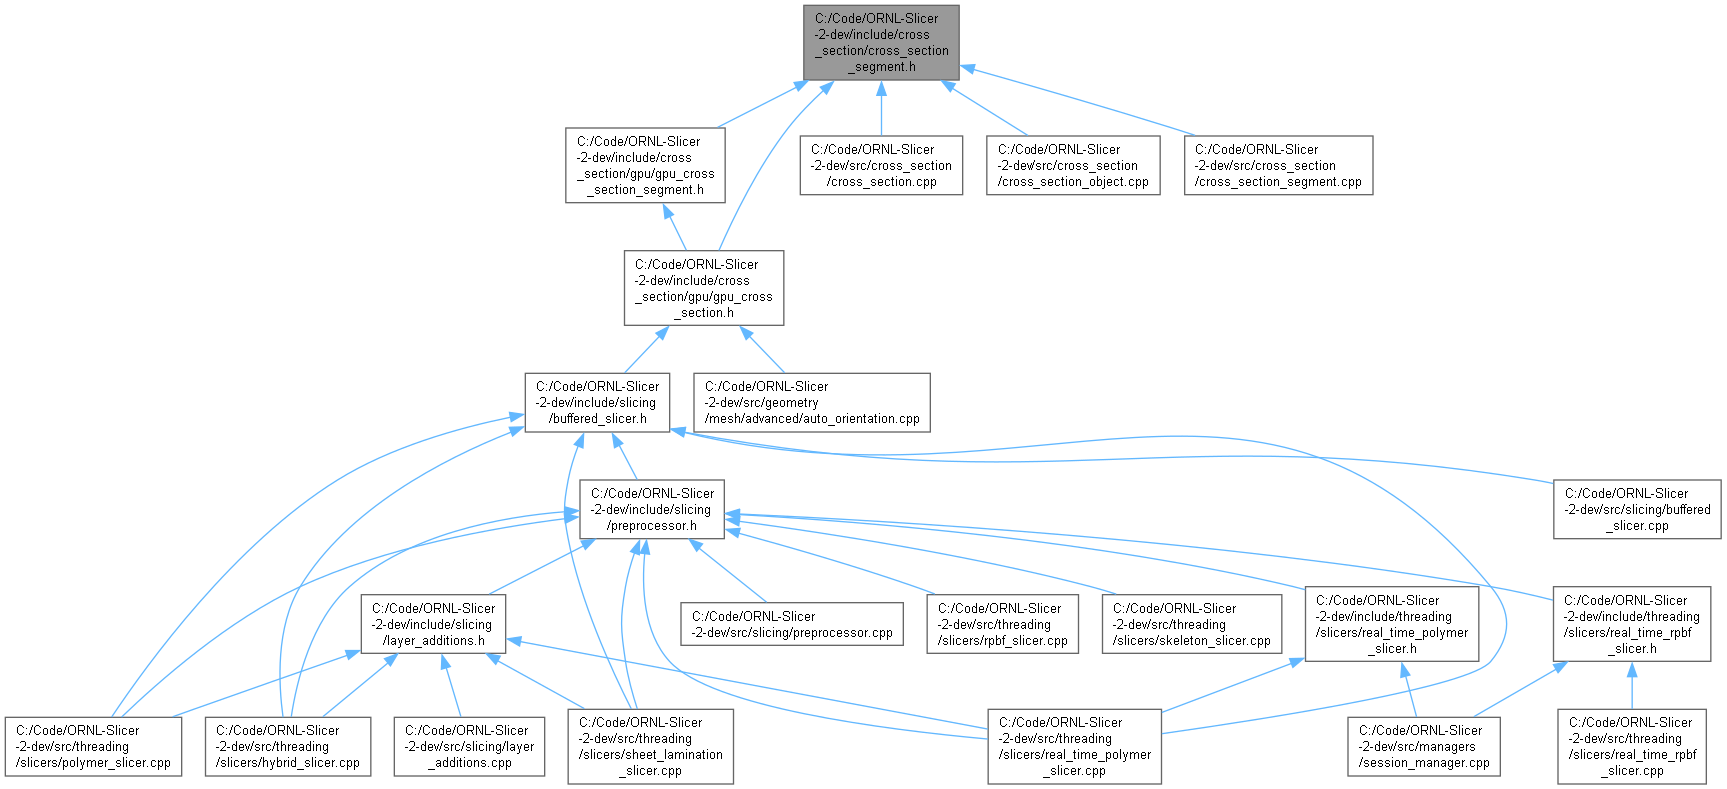 C:/Code/ORNL-Slicer
-2-dev/include/cross
_section/cross_section
_segment.h
C:/Code/ORNL-Slicer
-2-dev/include/cross
_section/gpu/gpu_cross
_section_segment.h
C:/Code/ORNL-Slicer
-2-dev/src/cross_section
/cross_section.cpp
C:/Code/ORNL-Slicer
-2-dev/src/cross_section
/cross_section_object.cpp
C:/Code/ORNL-Slicer
-2-dev/src/cross_section
/cross_section_segment.cpp
C:/Code/ORNL-Slicer
-2-dev/include/cross
_section/gpu/gpu_cross
_section.h
C:/Code/ORNL-Slicer
-2-dev/include/slicing
/buffered_slicer.h
C:/Code/ORNL-Slicer
-2-dev/src/geometry
/mesh/advanced/auto_orientation.cpp
C:/Code/ORNL-Slicer
-2-dev/include/slicing
/preprocessor.h
C:/Code/ORNL-Slicer
-2-dev/src/slicing/buffered
_slicer.cpp
C:/Code/ORNL-Slicer
-2-dev/include/slicing
/layer_additions.h
C:/Code/ORNL-Slicer
-2-dev/src/slicing/preprocessor.cpp
C:/Code/ORNL-Slicer
-2-dev/src/threading
/slicers/rpbf_slicer.cpp
C:/Code/ORNL-Slicer
-2-dev/src/threading
/slicers/skeleton_slicer.cpp
C:/Code/ORNL-Slicer
-2-dev/include/threading
/slicers/real_time_polymer
_slicer.h
C:/Code/ORNL-Slicer
-2-dev/include/threading
/slicers/real_time_rpbf
_slicer.h
C:/Code/ORNL-Slicer
-2-dev/src/threading
/slicers/polymer_slicer.cpp
C:/Code/ORNL-Slicer
-2-dev/src/threading
/slicers/hybrid_slicer.cpp
C:/Code/ORNL-Slicer
-2-dev/src/slicing/layer
_additions.cpp
C:/Code/ORNL-Slicer
-2-dev/src/threading
/slicers/sheet_lamination
_slicer.cpp
C:/Code/ORNL-Slicer
-2-dev/src/threading
/slicers/real_time_polymer
_slicer.cpp
C:/Code/ORNL-Slicer
-2-dev/src/managers
/session_manager.cpp
C:/Code/ORNL-Slicer
-2-dev/src/threading
/slicers/real_time_rpbf
_slicer.cpp